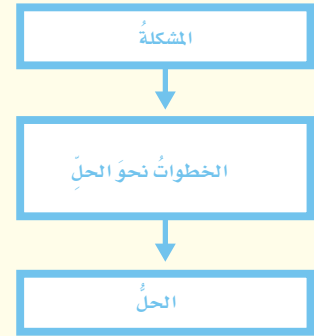 المشكلةُ
الخطواتُ نحوَ الحلِّ
الحلُّ